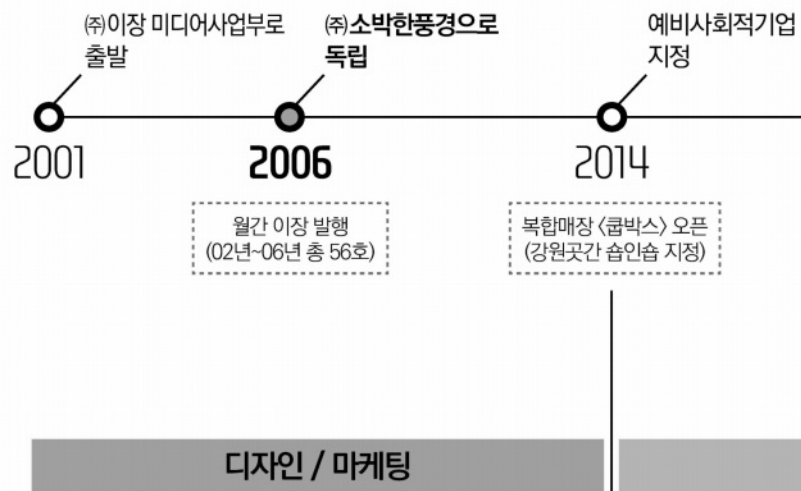 ㈜이장 미디어사업부로
출발
㈜소박한풍경으로
독립
예비사회적기업
지정
2001
2006
2014
월간 이장 발행
(02년~06년 총 56호)
복합매장 〈쿱박스〉 오픈
(강원곳간 숍인숍 지정)
디자인 / 마케팅